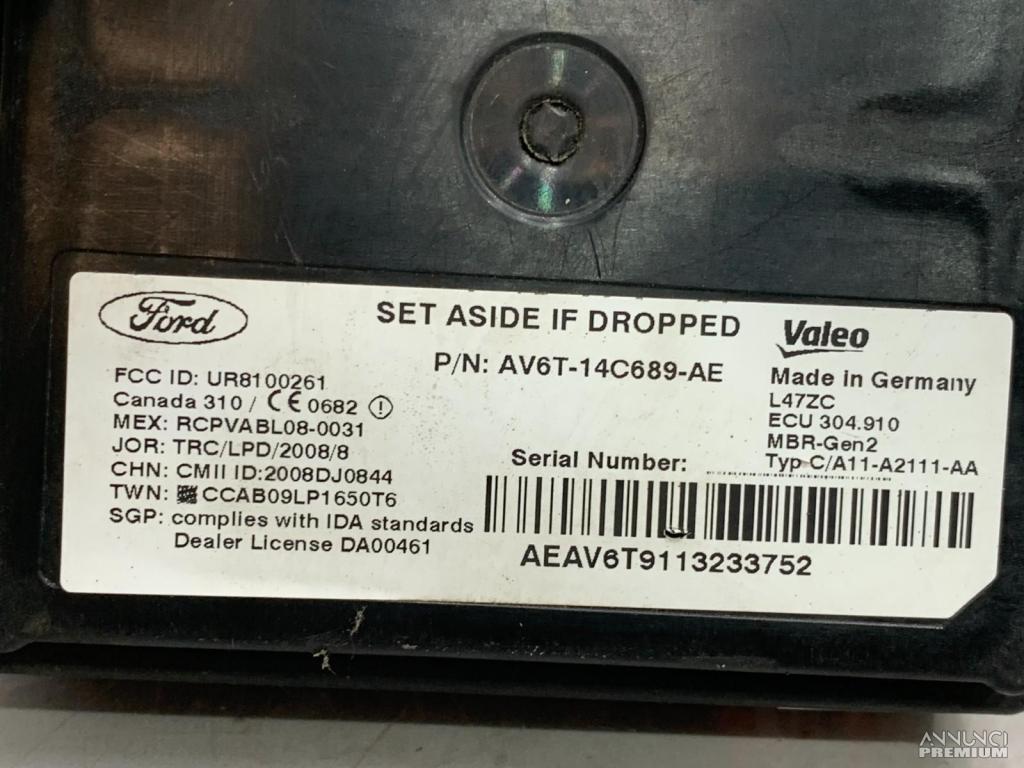 Ford
SET ASIDE IF DROPPED
Valeo
P/N: AV6T-14C689-AE
FCC ID: UR8100261
Canada 310 / CE 0682
MEX: RCPVABL08-0031
JOR: TRC/LPD/2008/8
CHN: CMII ID:2008DJ0844
TWN: CCAB09LP1650T6
SGP: complies with IDA standards
Dealer License DA00461
Made in Germany
L47ZC
ECU 304.910
MBR-Gen2
Typ C/A11-A2111-AA
Serial Number:
AEAV6T9113233752
ANNUNCI
PREMIUM